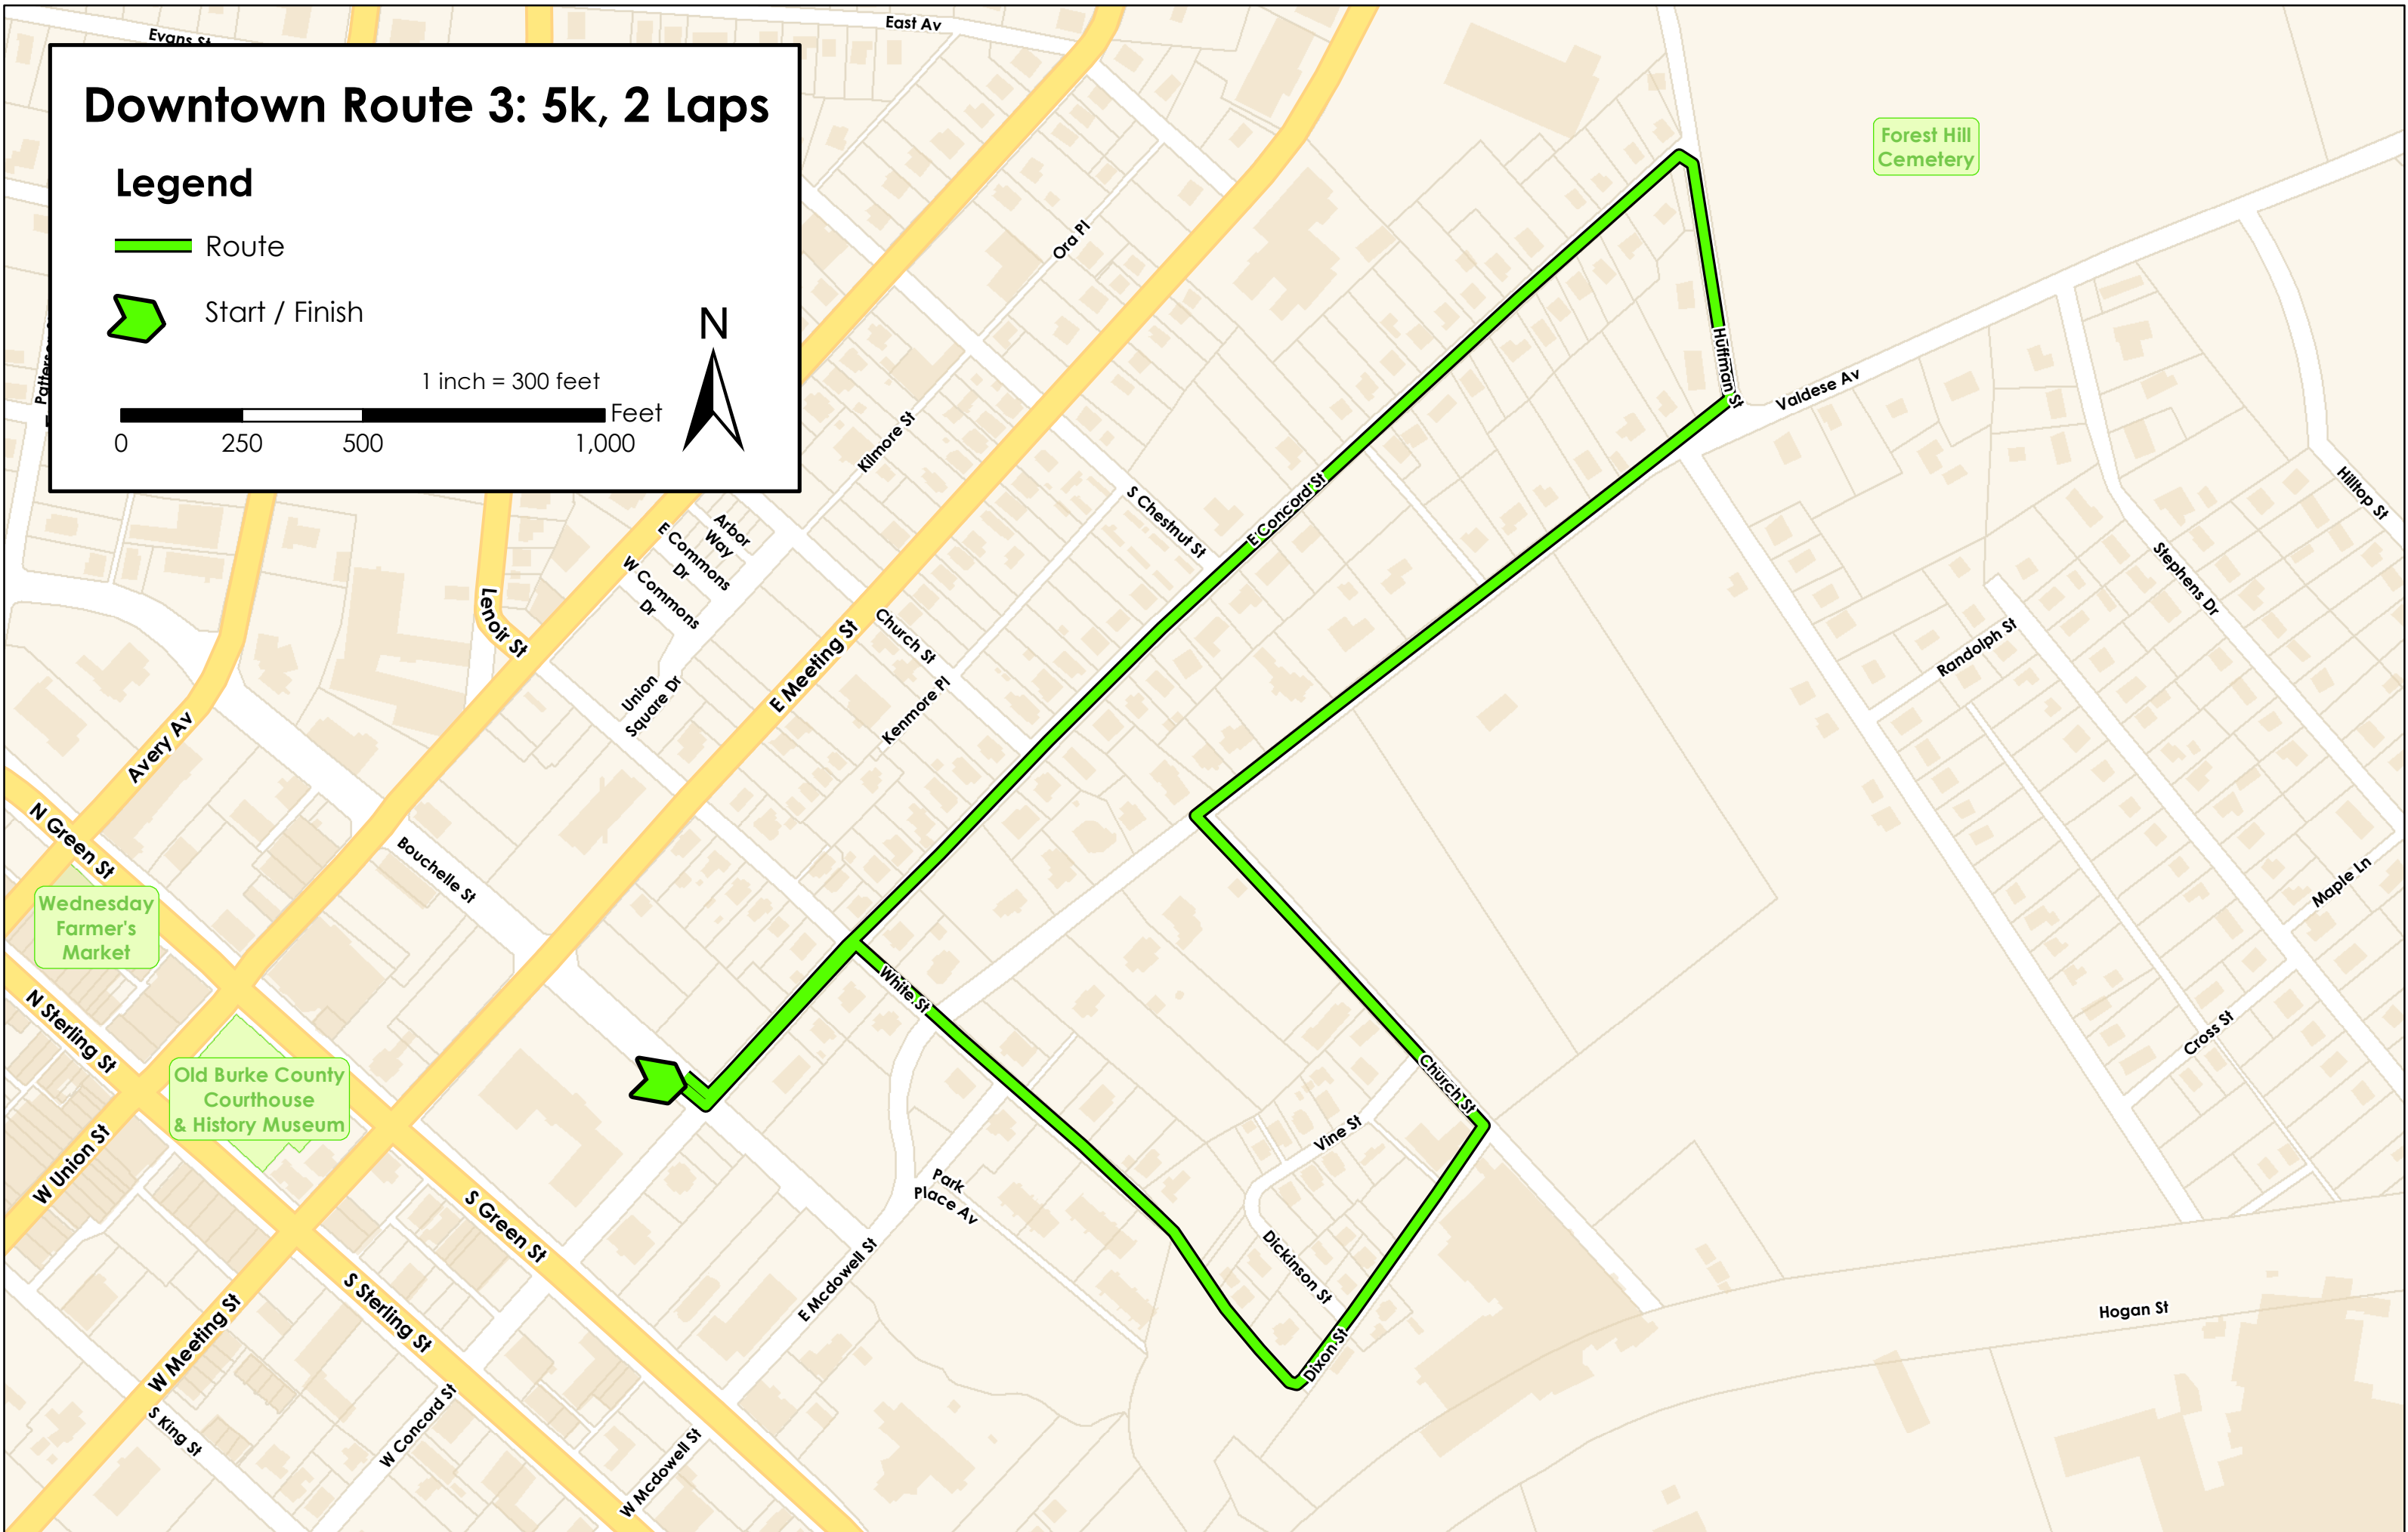 East Av
Evans St
Downtown Route 3: 5k, 2 Laps
Legend
Route
Start / Finish
N
1 inch = 300 feet
Feet
0
250
500
1,000
Forest Hill
Cemetery
Ora Pl
Huffman St
Valdese Av
Kilmore St
Hilltop St
S Chestnut St
E Concord St
Arbor
Way
E Commons
Dr
W Commons
Dr
Stephens Dr
Lenoir St
Church St
Randolph St
E Meeting St
Union
Square Dr
Kenmore Pl
Avery Av
N Green St
Bouchelle St
Maple Ln
Wednesday
Farmer's
Market
White St
N Sterling St
Cross St
Old Burke County
Courthouse
& History Museum
Church St
Vine St
W Union St
Park
Place Av
S Green St
Dickinson St
E Mcdowell St
Hogan St
S Sterling St
W Meeting St
Dixon St
S King St
W Concord St
W Mcdowell St